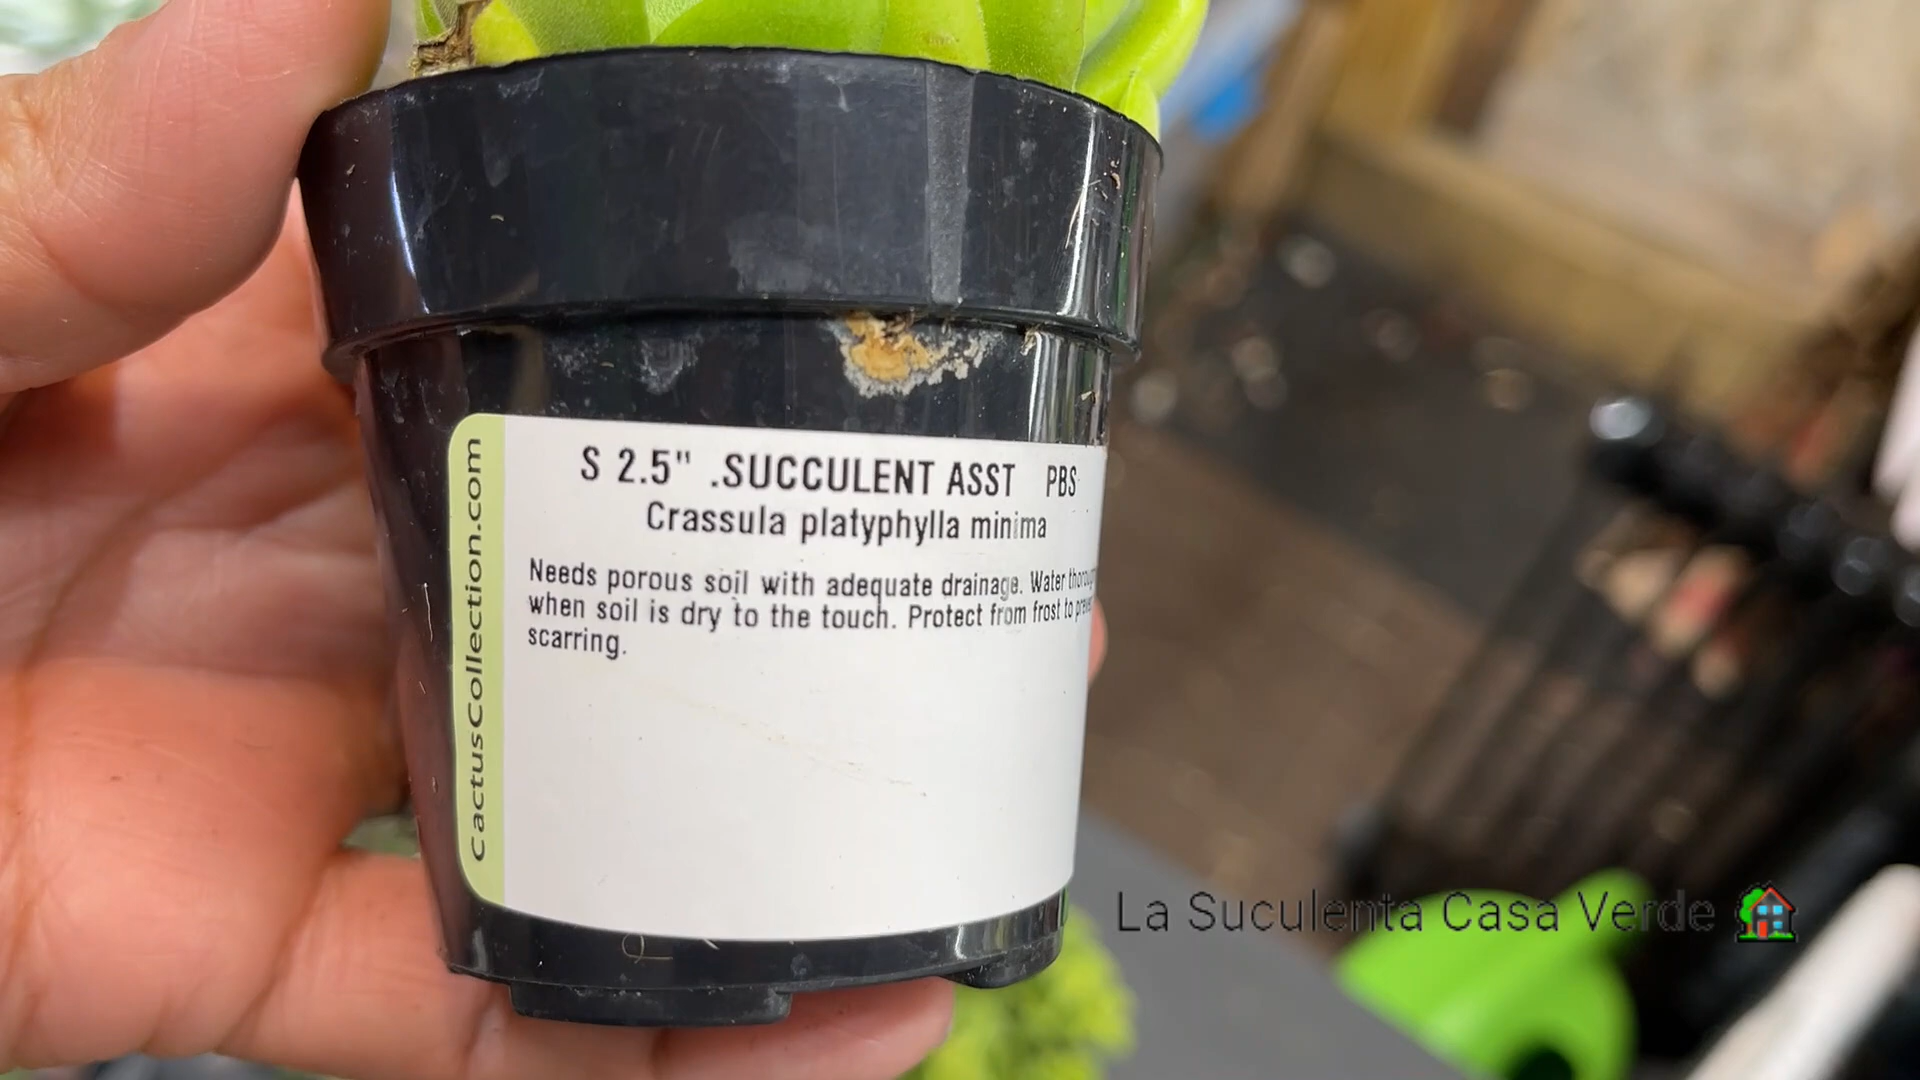 S 2.5" .SUCCULENT ASST PBS
Crassula platyphylla minima
Needs porous soil with adequate drainage. Water
when soil is dry to the touch. Protect from frost to
scarring.
CactusCollection.com
La Suculenta Casa Verde